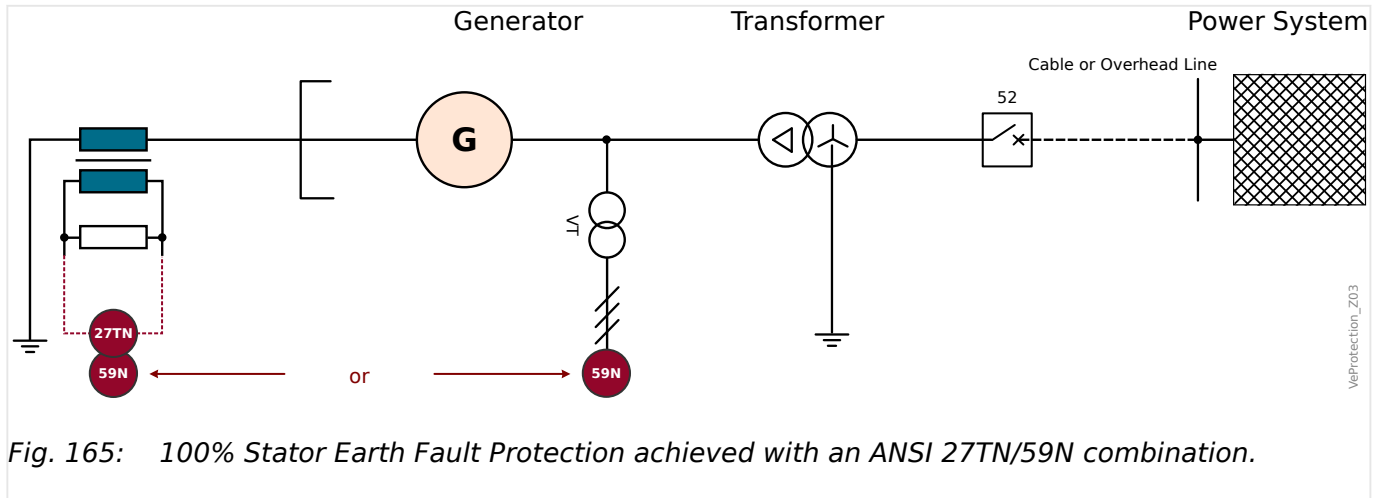 Generator
Transformer
Power System
Cable or Overhead Line
52
G
VT
27TN
59N
or
59N
VeProtection_Z03
Fig. 165: 100% Stator Earth Fault Protection achieved with an ANSI 27TN/59N combination.